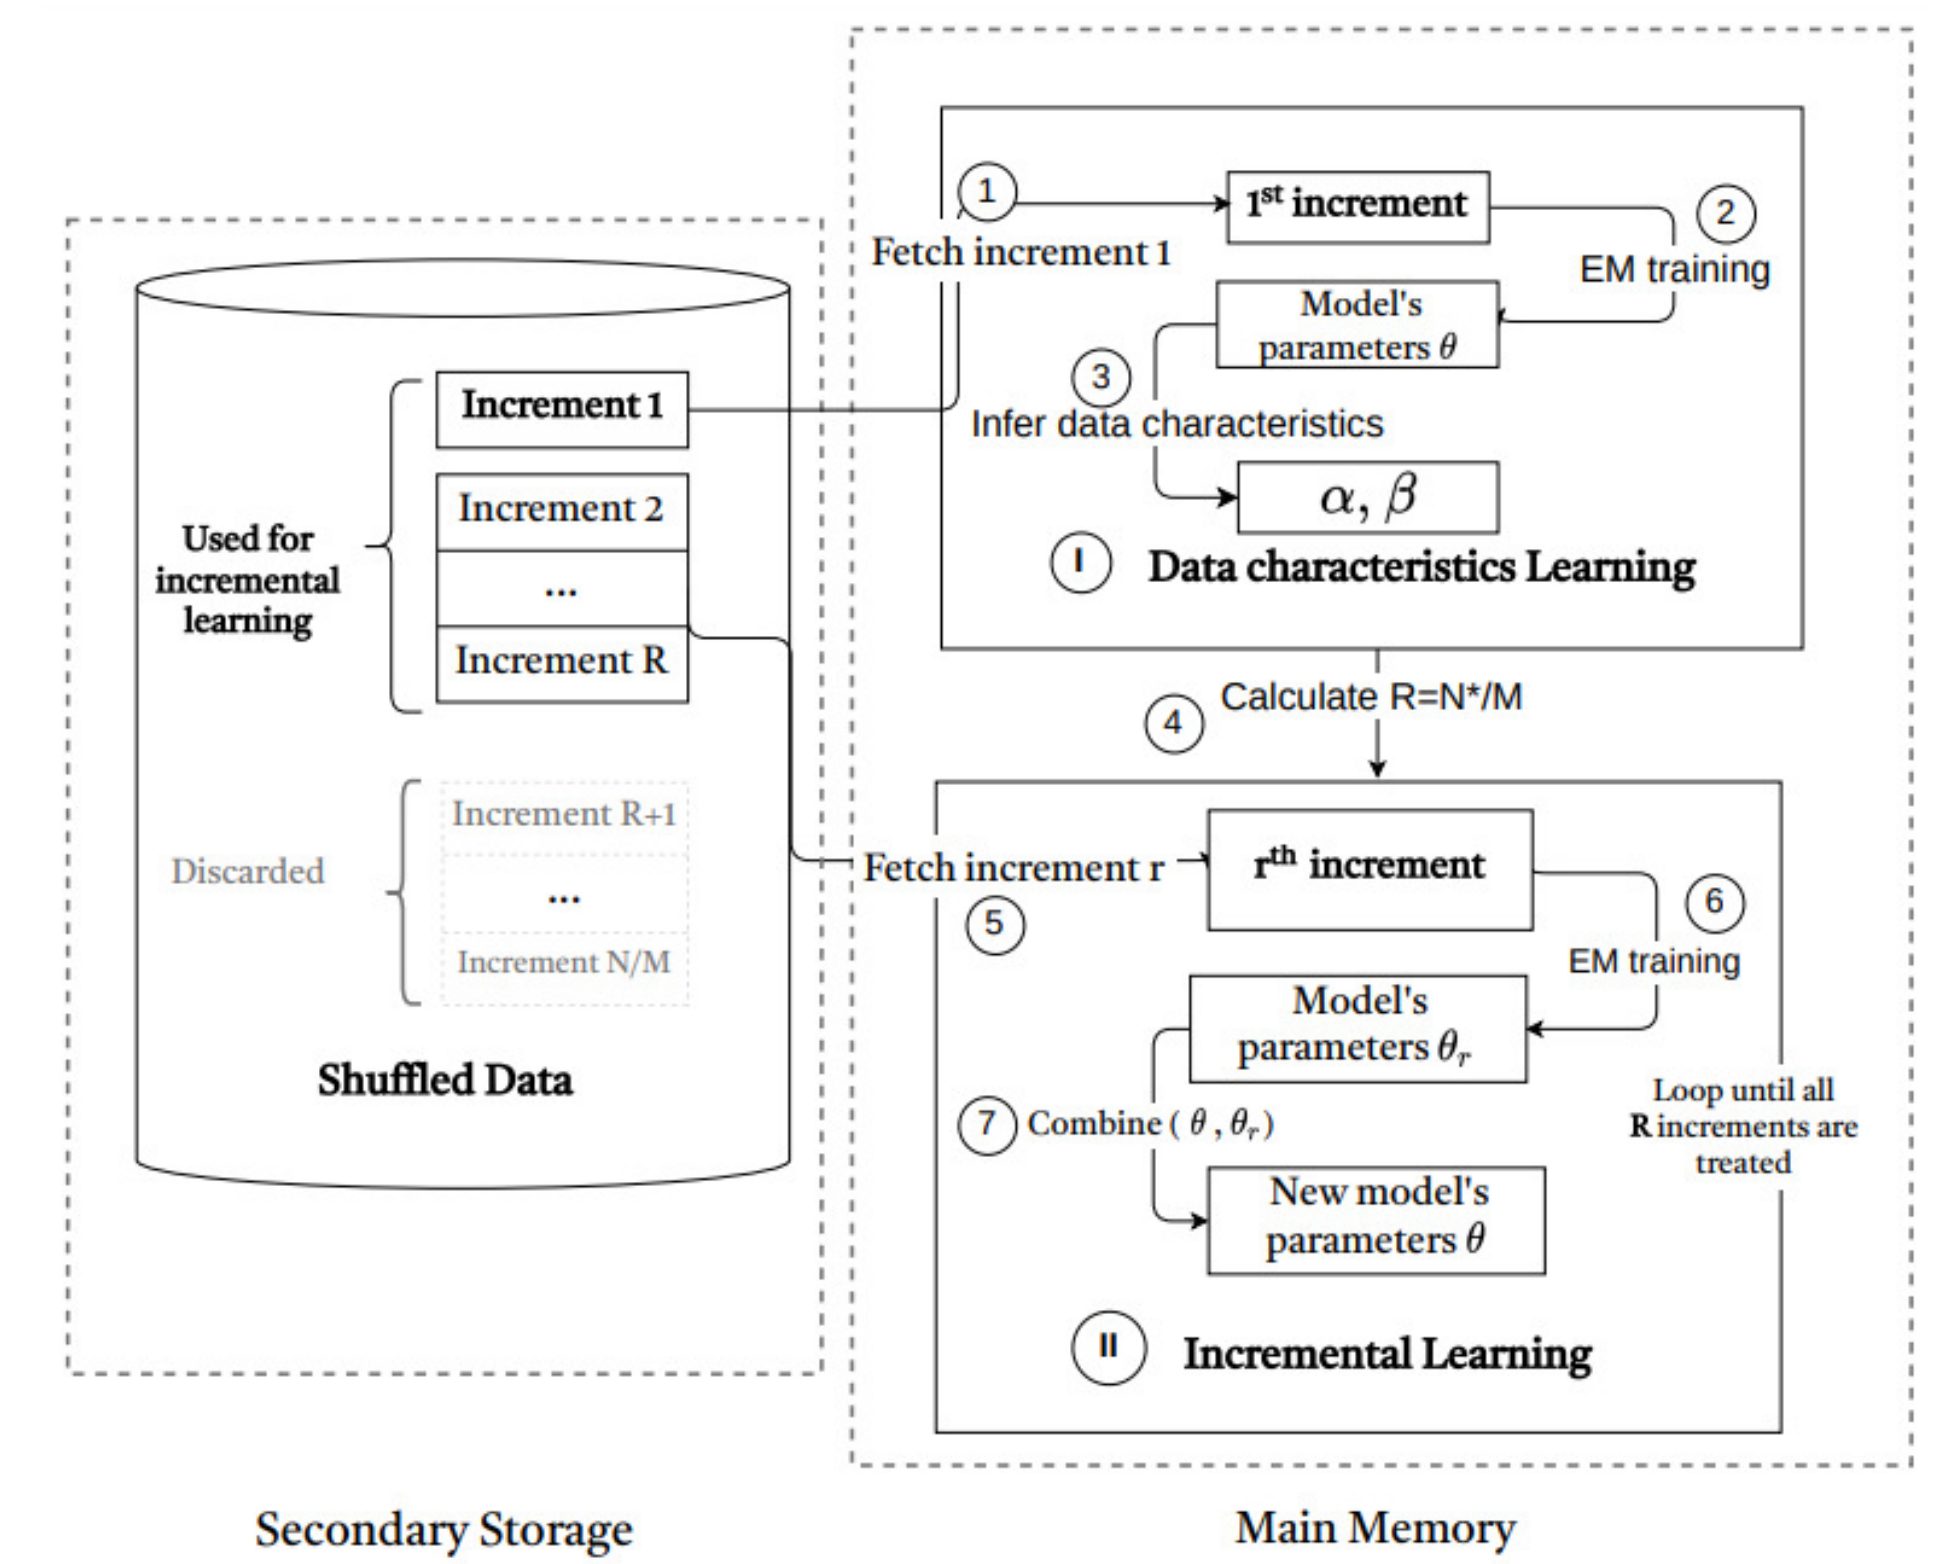 Increment 1
Increment 2
...
Increment R
Used for
incremental
learning
Increment R+1
...
Increment N/M
Discarded
Shuffled Data
Secondary Storage
1
Fetch increment 1
1st increment
2
EM training
Model's
parameters θ
3
Infer data characteristics
α, β
I Data characteristics Learning
4
Calculate R=N*/M
Fetch increment r
5
rth increment
6
EM training
Model's
parameters θr
7 Combine ( θ , θr )
New model's
parameters θ
Loop until all
R increments are
treated
II Incremental Learning
Main Memory